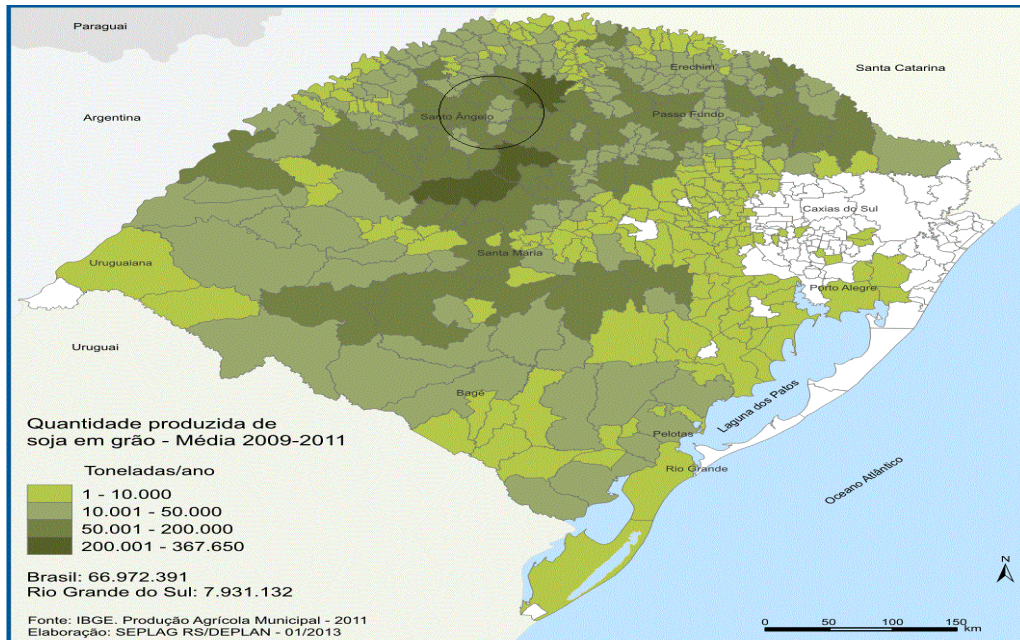 Paraguai
Santa Catarina
Erechim
Argentina
Santo Ângelo
Passo Fundo
Caxias do Sul
Santa Maria
Uruguaiana
Porto Alegre
Uruguai
Bagé
Laguna dos Patos
Pelotas
Rio Grande
Oceano Atlântico
Quantidade produzida de
soja em grão - Média 2009-2011
Toneladas/ano
1 - 10.000
10.001 - 50.000
50.001 - 200.000
200.001 - 367.650
Brasil: 66.972.391
Rio Grande do Sul: 7.931.132
Fonte: IBGE. Produção Agrícola Municipal - 2011
Elaboração: SEPLAG RS/DEPLAN - 01/2013
N
0 50 100 150
km